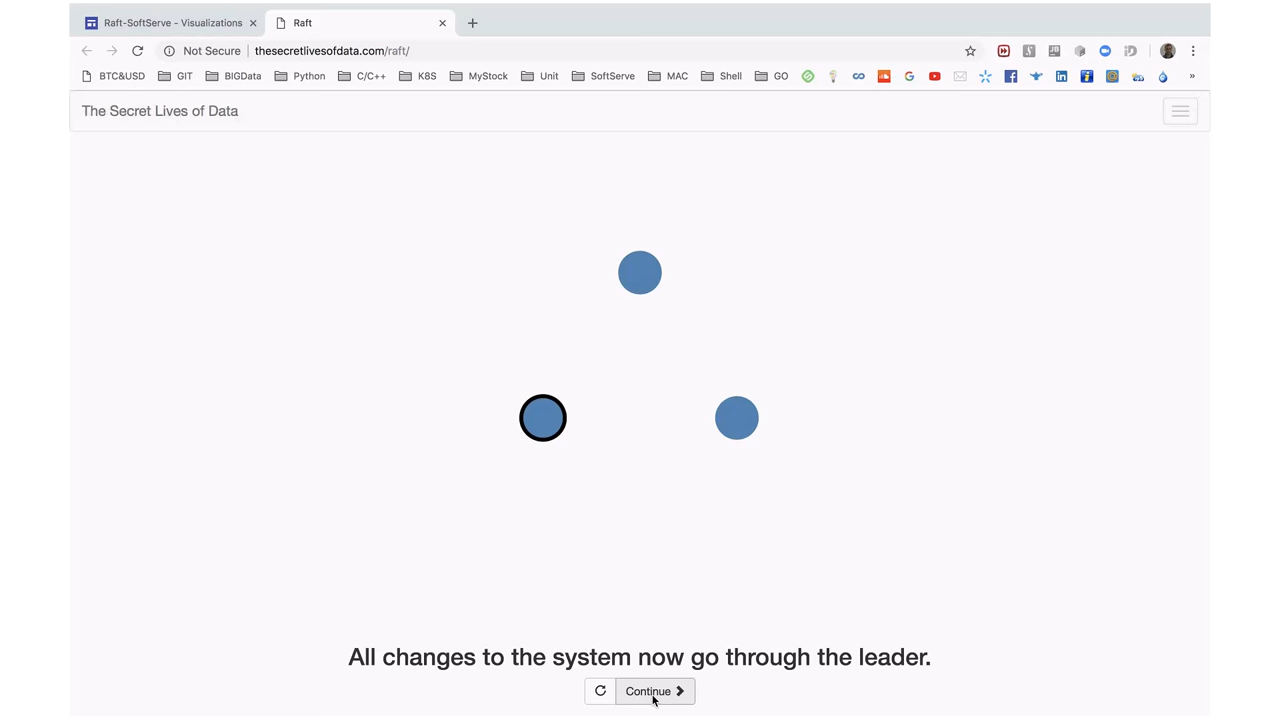 Raft-SoftServe - Visualizations
Raft
Not Secure
thesecretlivesofdata.com/raft/
BTC&USD GIT BIGData Python C/C++ K8S MyStock Unit SoftServe MAC Shell GO
The Secret Lives of Data
All changes to the system now go through the leader.
Continue